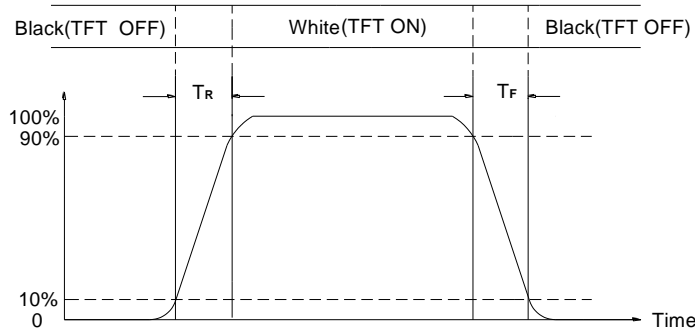 Black(TFT OFF) White(TFT ON) Black(TFT OFF)
TR TF
100%
90%
10%
0
Time